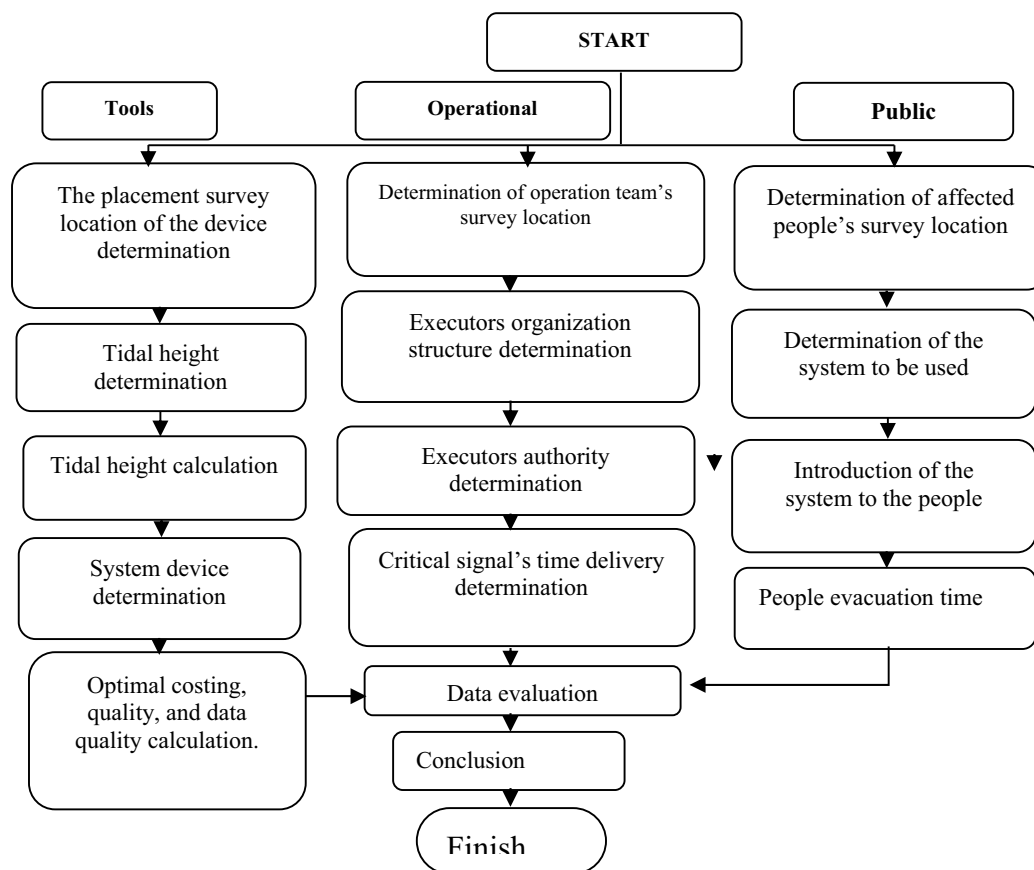 START
Tools
Operational
Public
The placement survey
location of the device
determination
Tidal height
determination
Tidal height calculation
System device
determination
Optimal costing,
quality, and data
quality calculation.
Determination of operation team’s
survey location
Executors organization
structure determination
Executors authority
determination
Critical signal’s time delivery
determination
Determination of affected
people’s survey location
Determination of the
system to be used
Introduction of the
system to the people
People evacuation time
Data evaluation
Conclusion
Finish